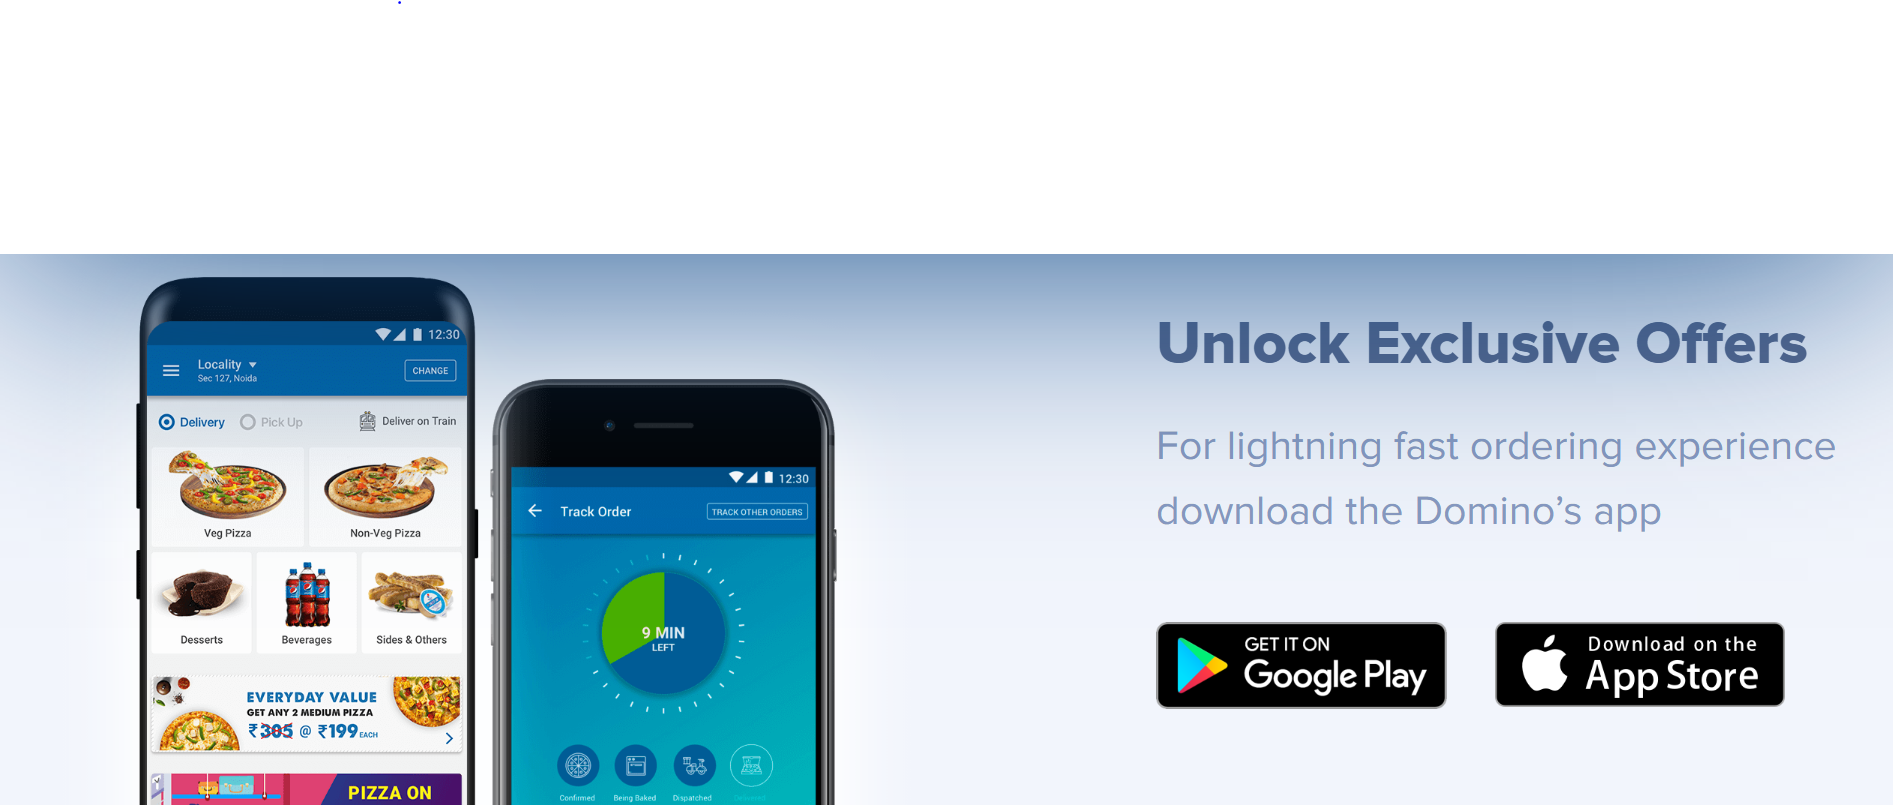 12:30
Locality
Sec 127, Noida
CHANGE
Delivery
Pick Up
Deliver on Train
Veg Pizza
Non-Veg Pizza
Desserts
Beverages
Sides & Others
EVERYDAY VALUE
GET ANY 2 MEDIUM PIZZA
₹305 @ ₹199 EACH
PIZZA ON
12:30
Track Order
TRACK OTHER ORDERS
9 MIN
LEFT
Confirmed
Being Baked
Dispatched
Unlock Exclusive Offers
For lightning fast ordering experience
download the Domino’s app
GET IT ON
Google Play
Download on the
App Store